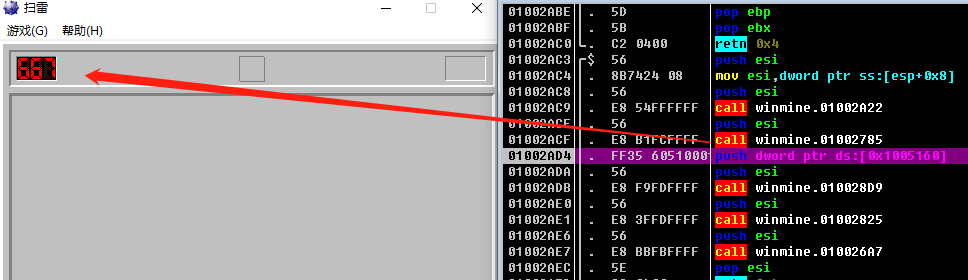 扫雷
游戏(G) 帮助(H)
667
01002ABE . 5D pop ebp
01002ABF . 5B pop ebx
01002AC0 . C2 0400 retn 0x4
01002AC3 $ 56 push esi
01002AC4 . 8B7424 08 mov esi,dword ptr ss:[esp+0x8]
01002AC8 . 56 push esi
01002AC9 . E8 54FFFFFF call winmine.01002A22
01002ACE . 56 push esi
01002ACF . E8 B1FCFFFF call winmine.01002785
01002AD4 . FF35 60510001 push dword ptr ds:[0x1005160]
01002ADA . 56 push esi
01002ADB . E8 F9FDFFFF call winmine.010028D9
01002AE0 . 56 push esi
01002AE1 . E8 3FFDFFFF call winmine.01002825
01002AE6 . 56 push esi
01002AE7 . E8 BBFBFFFF call winmine.010026A7
01002AEC . 5E pop esi